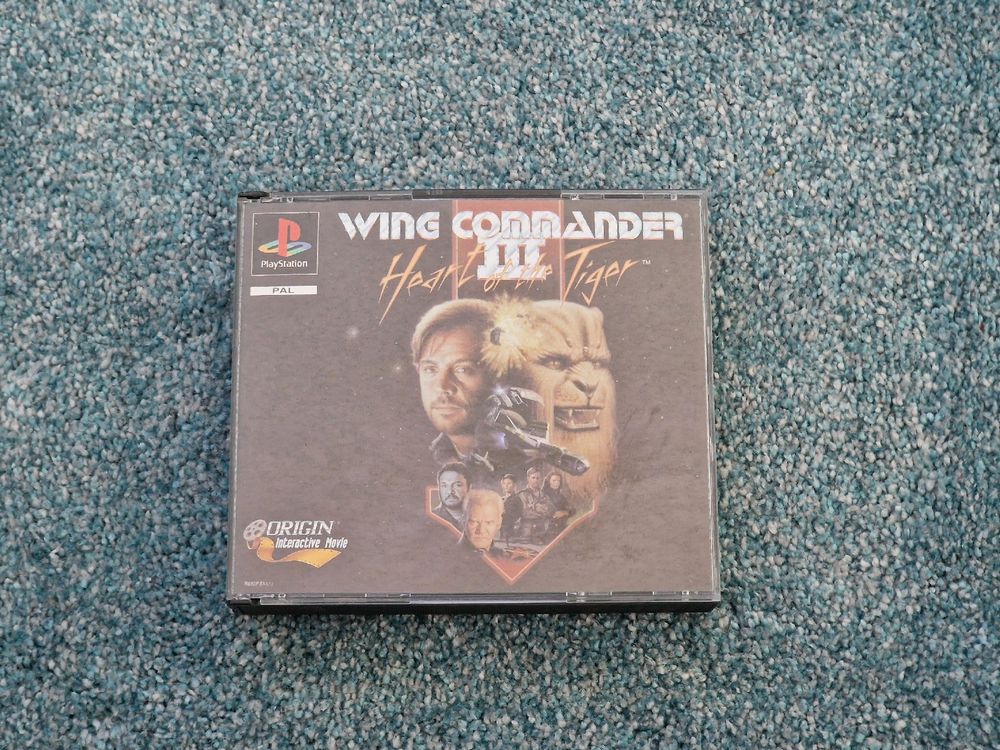 PlayStation
PAL
WING COMMANDER
III
Heart of the Tiger™
ORIGIN
Interactive Movie